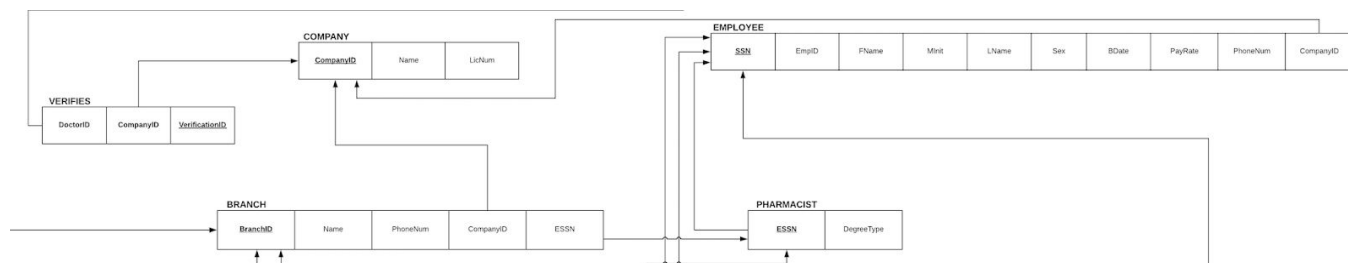 EMPLOYEE
SSN EmpID FName MInit LName Sex BDate PayRate PhoneNum CompanyID
COMPANY
CompanyID Name LicNum
VERIFIES
DoctorID CompanyID VerificationID
BRANCH
BranchID Name PhoneNum CompanyID ESSN
PHARMACIST
ESSN DegreeType